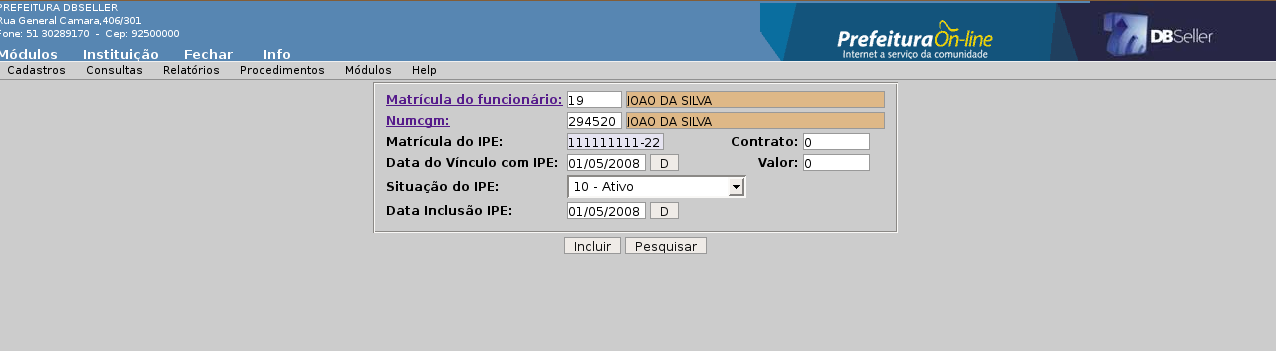 PREFEITURA DBSELLER
Rua General Camara,406/301
Fone: 51 30289170 - Cep: 92500000
Módulos Instituição Fechar Info
Prefeitura On-line
Internet a serviço da comunidade
DBSeller
Cadastros Consultas Relatórios Procedimentos Módulos Help
Matrícula do funcionário: 19 JOAO DA SILVA
Numcgm: 294520 JOAO DA SILVA
Matrícula do IPE: 111111111-22 Contrato: 0
Data do Vínculo com IPE: 01/05/2008 D Valor: 0
Situação do IPE: 10 - Ativo
Data Inclusão IPE: 01/05/2008 D
Incluir Pesquisar